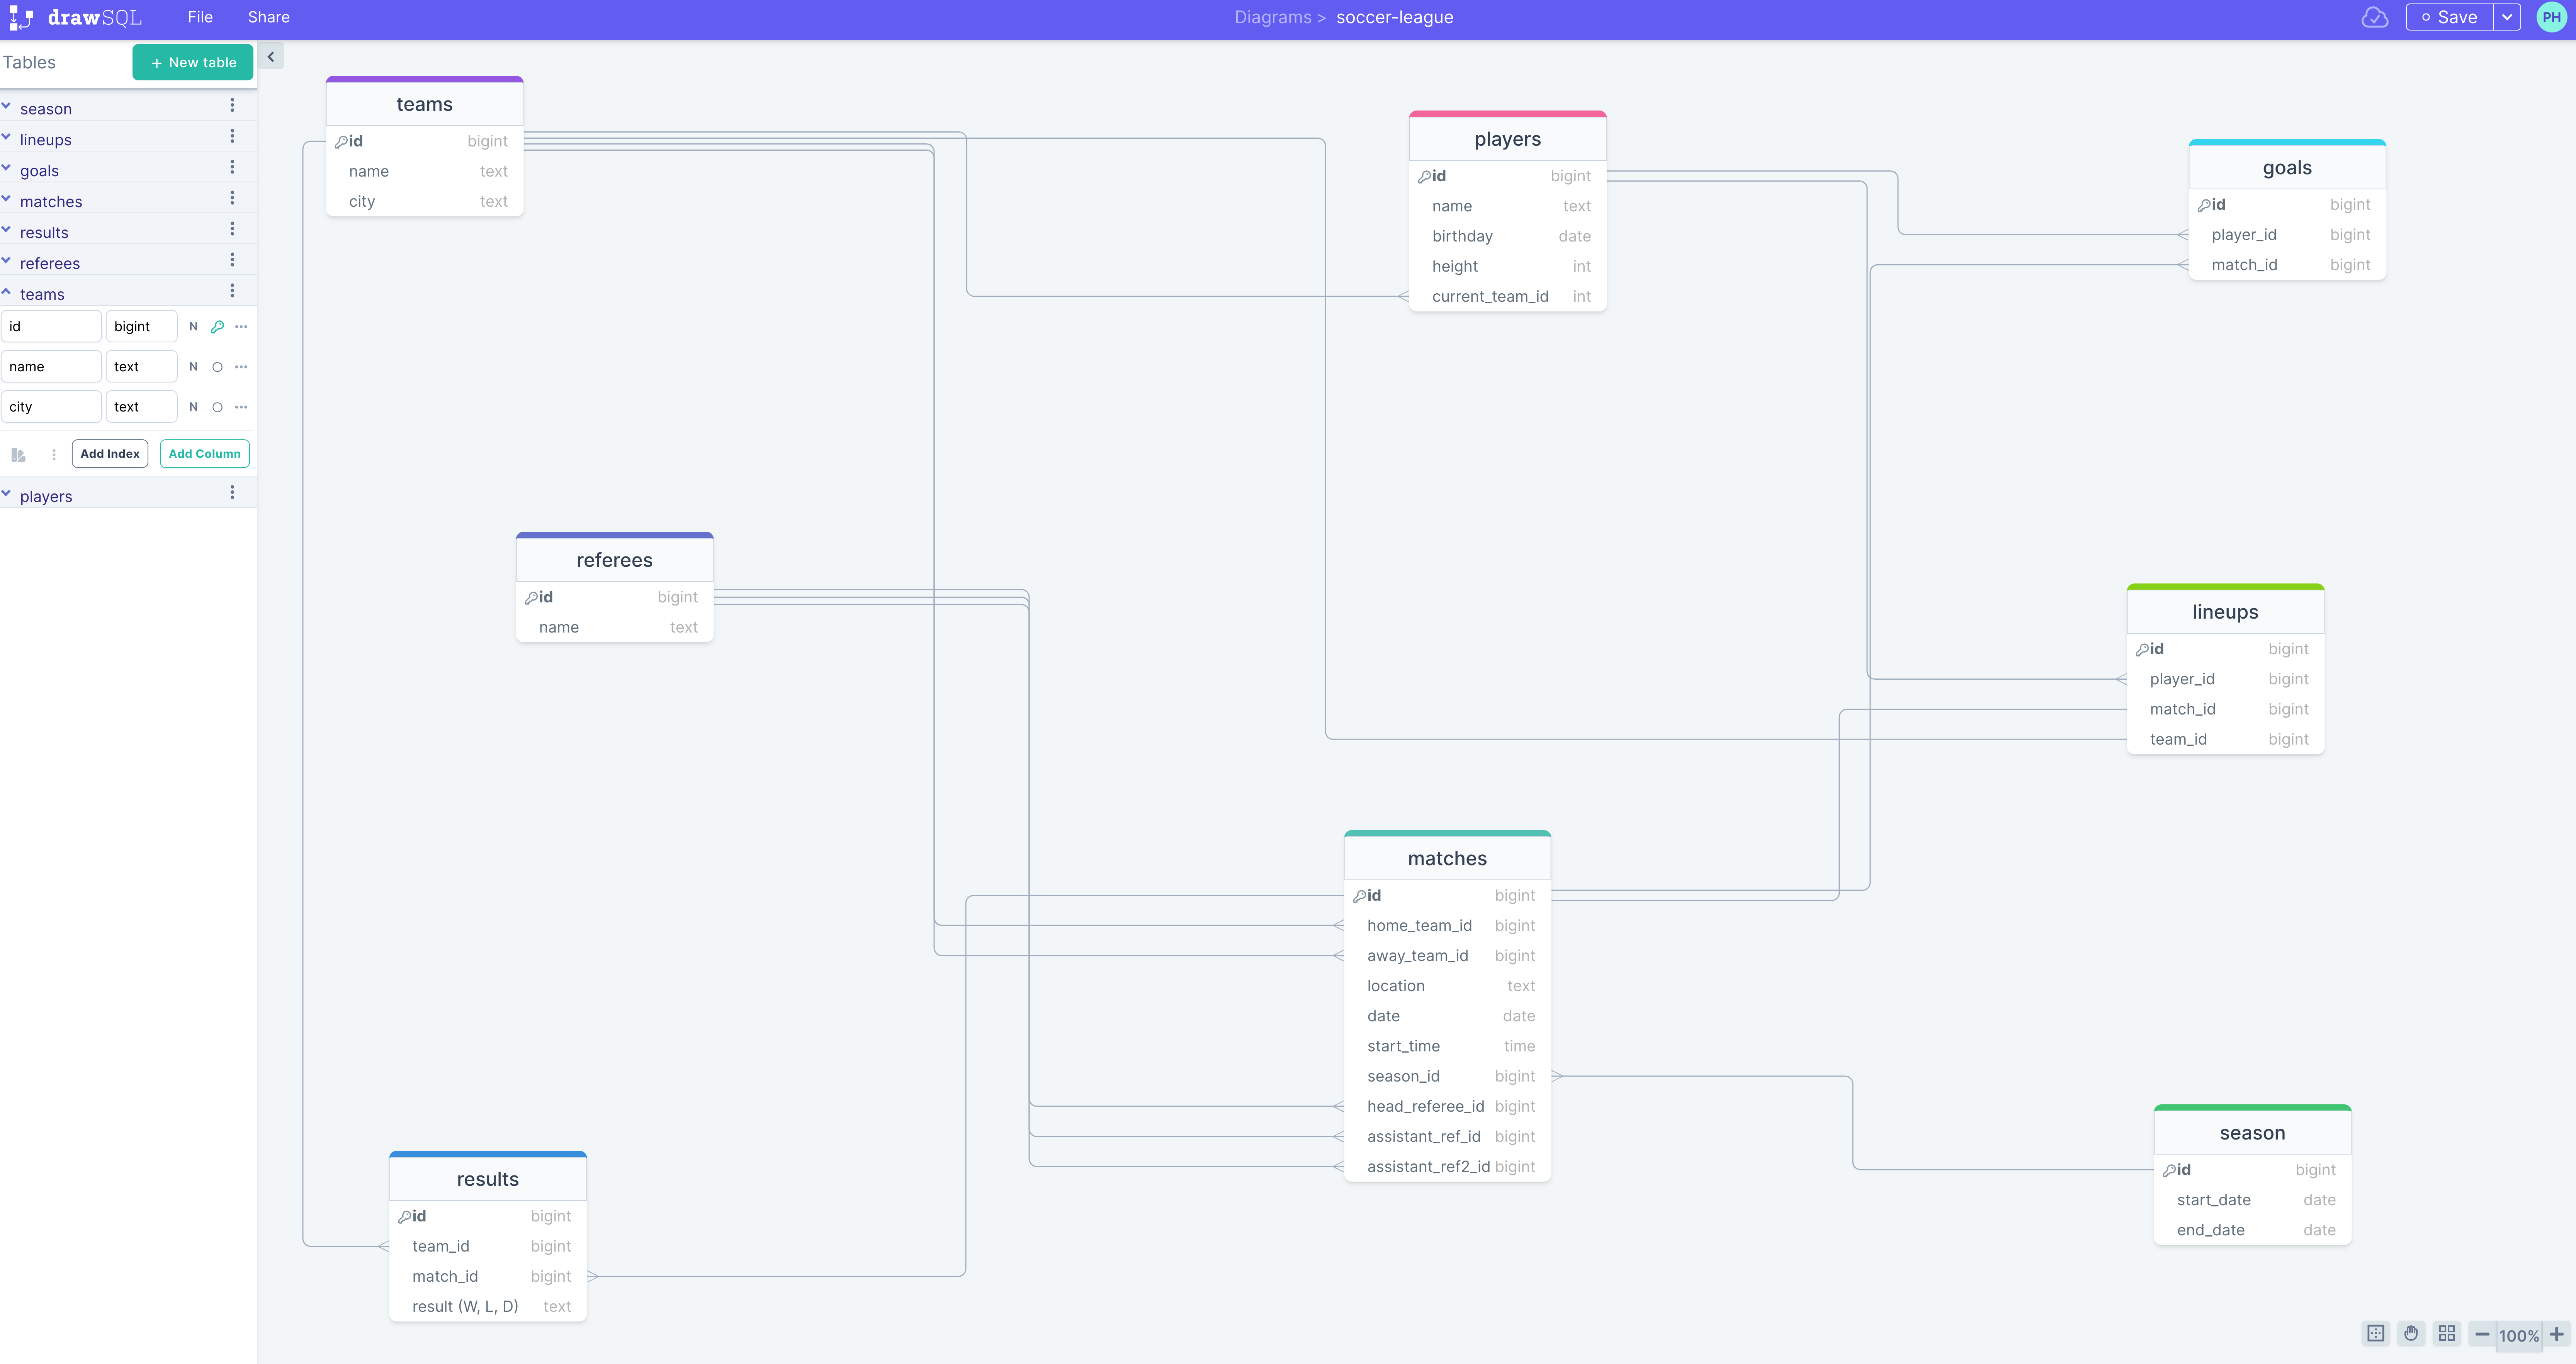 drawSQL File Share Diagrams > soccer-league Save PH
Tables + New table
season
lineups
goals
matches
results
referees
teams
id bigint N
name text N
city text N
Add Index Add Column
players
teams
id bigint
name text
city text
players
id bigint
name text
birthday date
height int
current_team_id int
goals
id bigint
player_id bigint
match_id bigint
referees
id bigint
name text
lineups
id bigint
player_id bigint
match_id bigint
team_id bigint
matches
id bigint
home_team_id bigint
away_team_id bigint
location text
date date
start_time time
season_id bigint
head_referee_id bigint
assistant_ref_id bigint
assistant_ref2_id bigint
season
id bigint
start_date date
end_date date
results
id bigint
team_id bigint
match_id bigint
result (W, L, D) text
100%